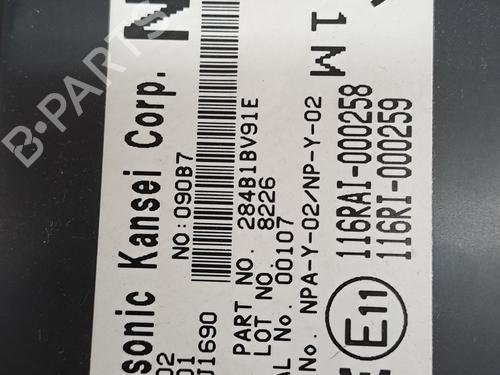 sonic Kansei Corp. N
02
01
J1690
NO:090B7
PART NO. 284B1BV91E
LOT NO. 8226
AL No. 00107
No. NPA-Y-02/NP-Y-02
1M
116RAI-000258
116RI-000259
E11
B-PARTS